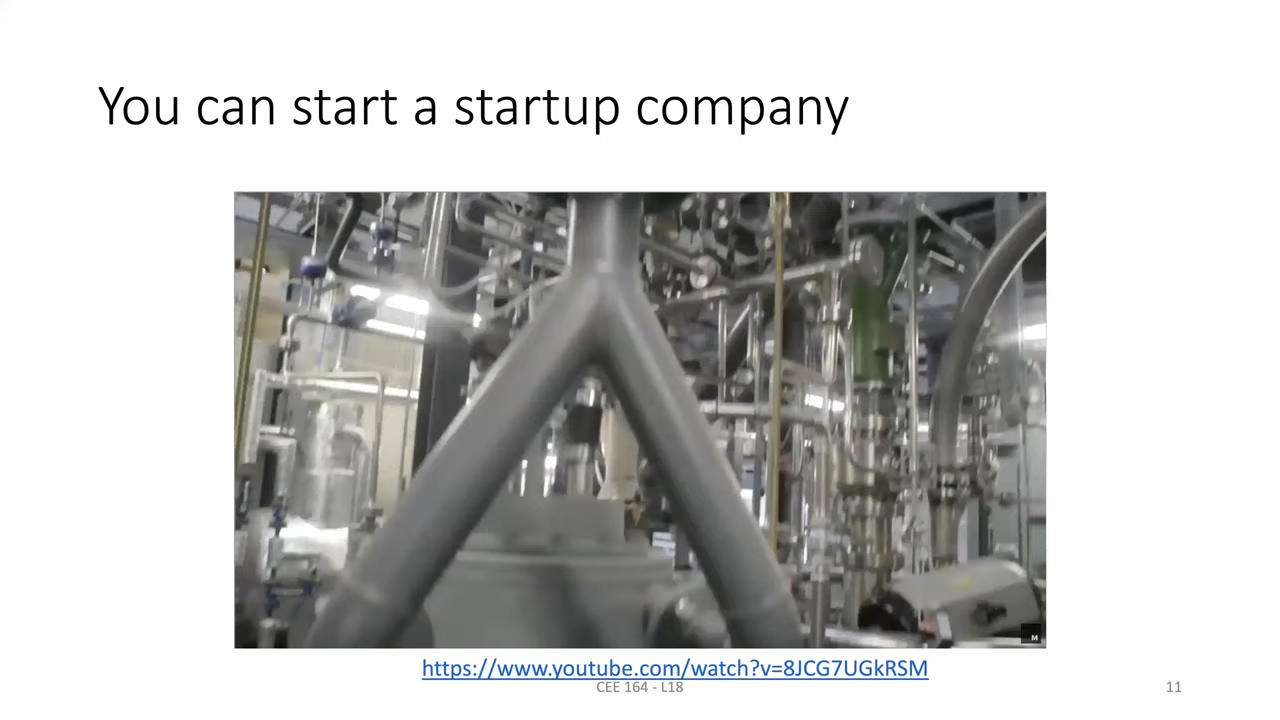 You can start a startup company
M
https://www.youtube.com/watch?v=8JCG7UGkRSM
CEE 164 - L18
11